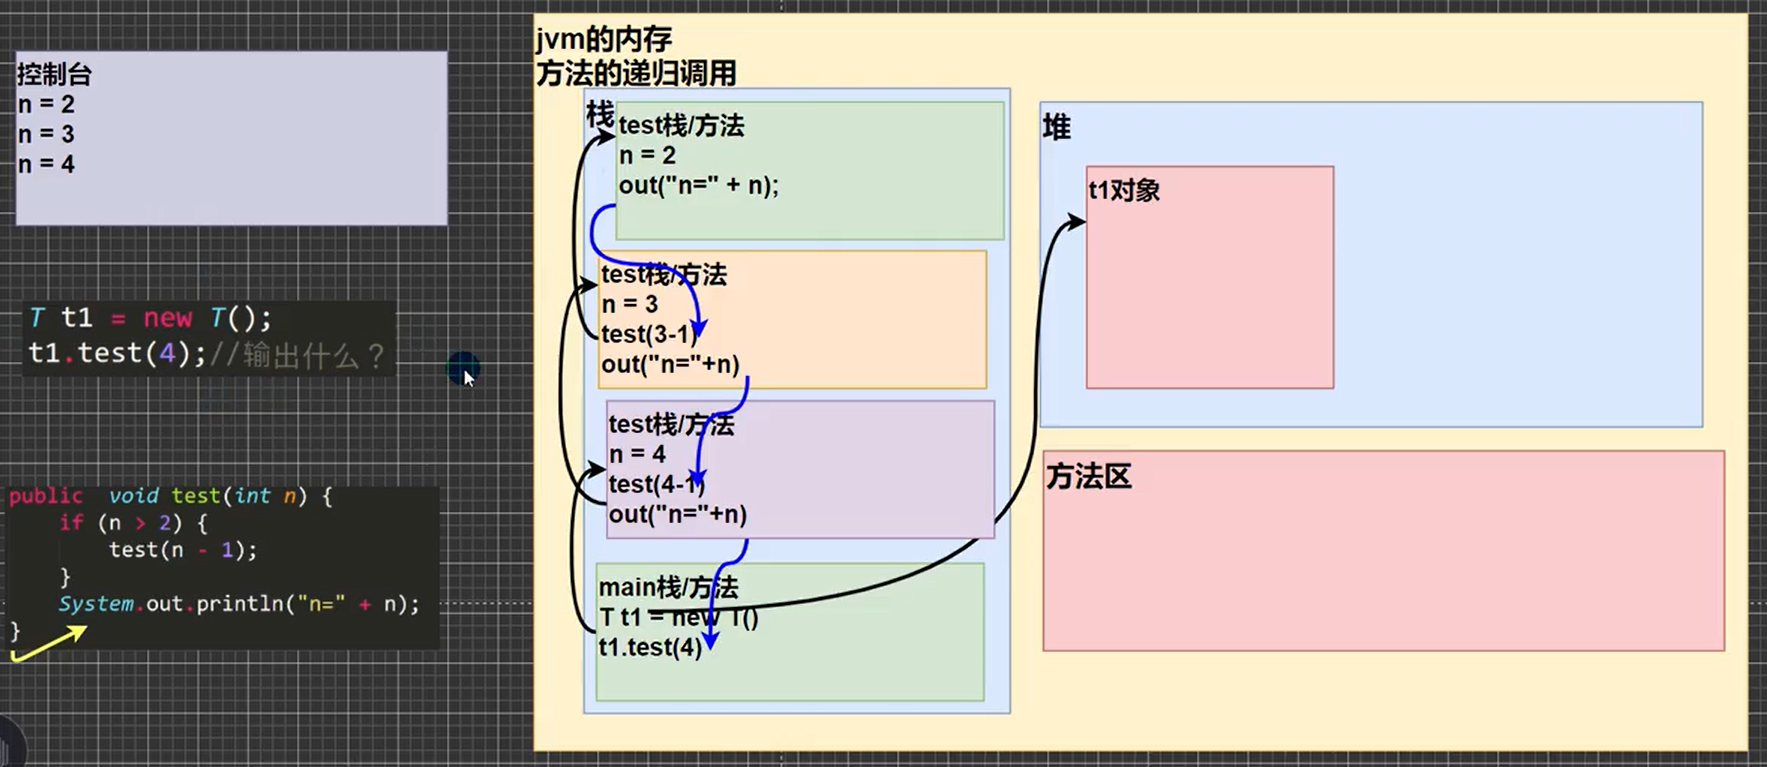 控制台
n = 2
n = 3
n = 4
T t1 = new T();
t1.test(4);//输出什么？
public  void test(int n) {
if (n > 2) {
test(n - 1);
}
System.out.println("n=" + n);
}
jvm的内存
方法的递归调用
栈
test栈/方法
n = 2
out("n=" + n);
test栈/方法
n = 3
test(3-1)
out("n="+n)
test栈/方法
n = 4
test(4-1)
out("n="+n)
main栈/方法
T t1 = new T()
t1.test(4)
堆
t1对象
方法区